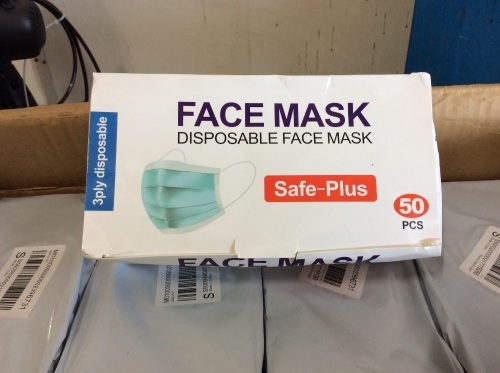 FACE MASK
DISPOSABLE FACE MASK
3ply disposable
Safe-Plus
50
PCS
FACE MASK
S
S
S